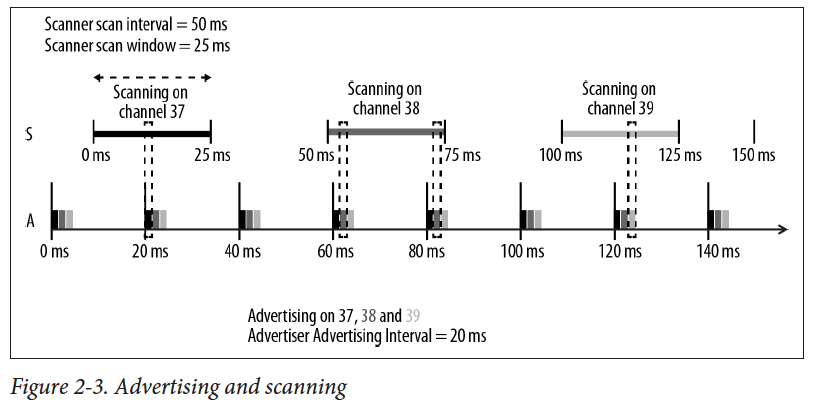 Scanner scan interval = 50 ms
Scanner scan window = 25 ms
Scanning on
channel 37
Scanning on
channel 38
Scanning on
channel 39
S
0 ms
25 ms
50 ms
75 ms
100 ms
125 ms
150 ms
A
0 ms
20 ms
40 ms
60 ms
80 ms
100 ms
120 ms
140 ms
Advertising on 37, 38 and 39
Advertiser Advertising Interval = 20 ms
Figure 2-3. Advertising and scanning